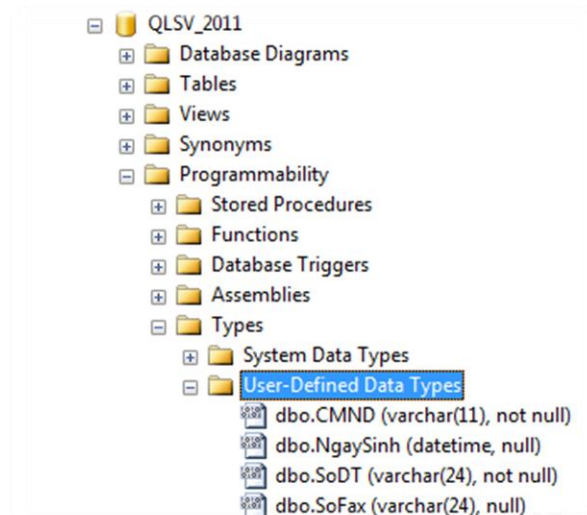 QLSV_2011
Database Diagrams
Tables
Views
Synonyms
Programmability
Stored Procedures
Functions
Database Triggers
Assemblies
Types
System Data Types
User-Defined Data Types
dbo.CMND (varchar(11), not null)
dbo.NgaySinh (datetime, null)
dbo.SoDT (varchar(24), not null)
dbo.SoFax (varchar(24), null)